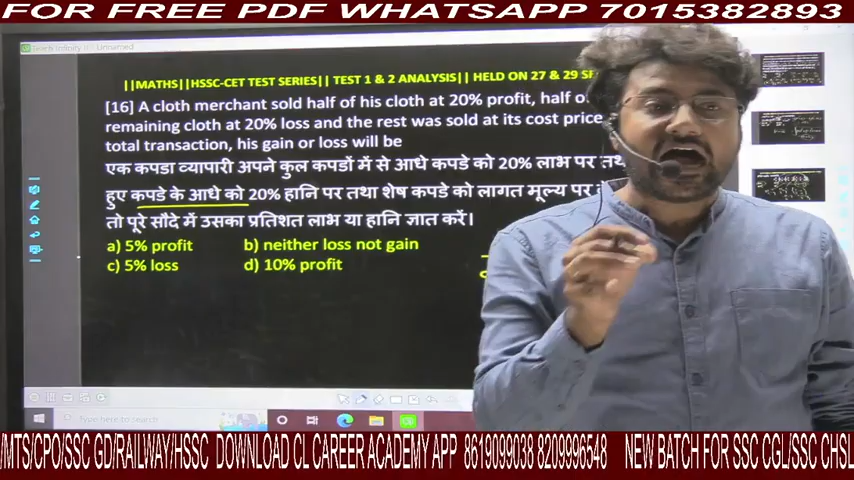 FOR FREE PDF WHATSAPP 7015382893
||MATHS||HSSC-CET TEST SERIES|| TEST 1 & 2 ANALYSIS|| HELD ON 27 & 29
[16] A cloth merchant sold half of his cloth at 20% profit, half of
remaining cloth at 20% loss and the rest was sold at its cost price
total transaction, his gain or loss will be
एक कपडा व्यापारी अपने कुल कपडों में से आधे कपडे को 20% लाभ पर
हुए कपडे के आधे को 20% हानि पर तथा शेष कपडे को लागत मूल्य पर
तो पूरे सौदे में उसका प्रतिशत लाभ या हानि ज्ञात करें।
a) 5% profit b) neither loss not gain
c) 5% loss d) 10% profit
Type here to search
/MTS/CPO/SSC GD/RAILWAY/HSSC DOWNLOAD CL CAREER ACADEMY APP 8619099038 8209996548 NEW BATCH FOR SSC CGL/SSC CHSL